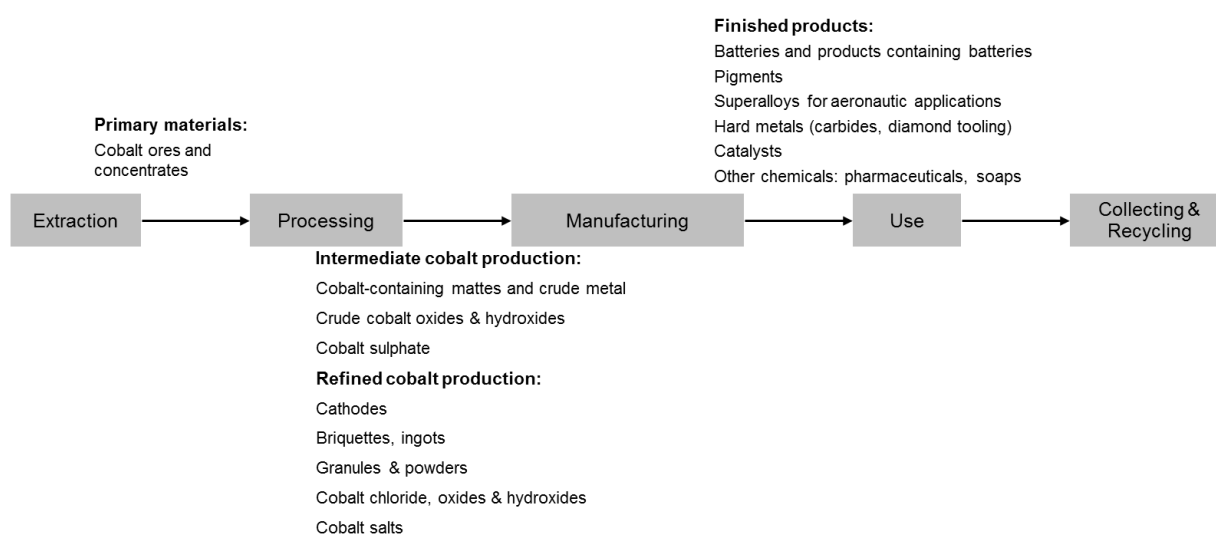 Finished products:
Batteries and products containing batteries
Pigments
Superalloys for aeronautic applications
Hard metals (carbides, diamond tooling)
Catalysts
Other chemicals: pharmaceuticals, soaps
Primary materials:
Cobalt ores and
concentrates
Extraction
Processing
Manufacturing
Use
Collecting &
Recycling
Intermediate cobalt production:
Cobalt-containing mattes and crude metal
Crude cobalt oxides & hydroxides
Cobalt sulphate
Refined cobalt production:
Cathodes
Briquettes, ingots
Granules & powders
Cobalt chloride, oxides & hydroxides
Cobalt salts